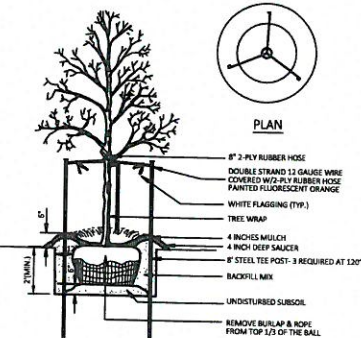 PLAN
8" 2-PLY RUBBER HOSE
DOUBLE STRAND 12 GAUGE WIRE
COVERED W/2-PLY RUBBER HOSE
PAINTED FLUORESCENT ORANGE
WHITE FLAGGING (TYP.)
TREE WRAP
6"
4 INCHES MULCH
4 INCH DEEP SAUCER
8' STEEL TEE POST- 3 REQUIRED AT 120°
2'(MIN.)
BACKFILL MIX
UNDISTURBED SUBSOIL
REMOVE BURLAP & ROPE
FROM TOP 1/3 OF THE BALL